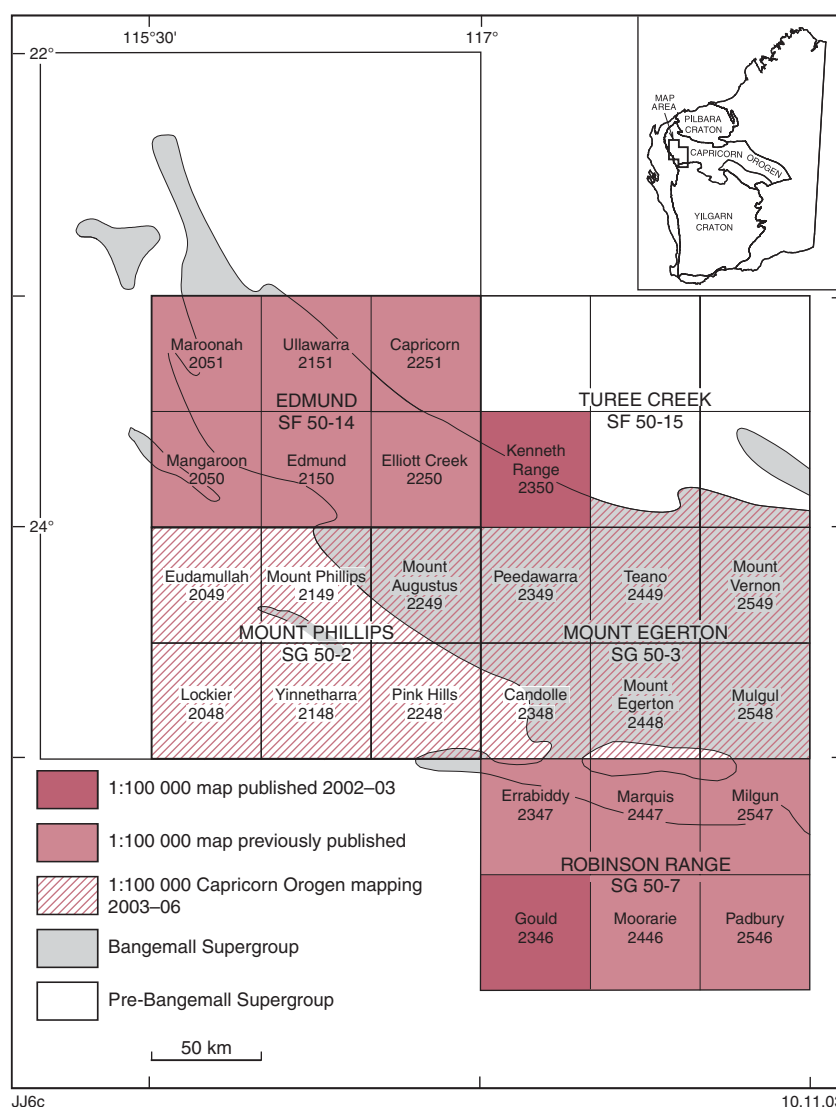 115°30'
117°
22°
24°
MAP
AREA
PILBARA
CRATON
CAPRICORN OROGEN
YILGARN
CRATON
Maroonah
2051
Ullawarra
2151
Capricorn
2251
EDMUND
SF 50-14
TUREE CREEK
SF 50-15
Mangaroon
2050
Edmund
2150
Elliott Creek
2250
Kenneth
Range
2350
Eudamullah
2049
Mount Phillips
2149
Mount
Augustus
2249
Peedawarra
2349
Teano
2449
Mount
Vernon
2549
MOUNT PHILLIPS
SG 50-2
MOUNT EGERTON
SG 50-3
Lockier
2048
Yinnetharra
2148
Pink Hills
2248
Candolle
2348
Mount
Egerton
2448
Mulgul
2548
Errabiddy
2347
Marquis
2447
Milgun
2547
ROBINSON RANGE
SG 50-7
Gould
2346
Moorarie
2446
Padbury
2546
1:100 000 map published 2002–03
1:100 000 map previously published
1:100 000 Capricorn Orogen mapping
2003–06
Bangemall Supergroup
Pre-Bangemall Supergroup
50 km
JJ6c
10.11.03